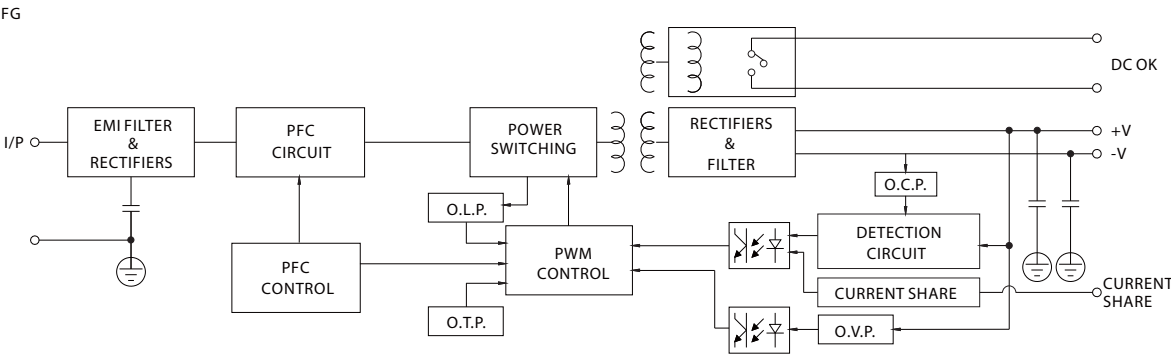 FG
DC OK
I/P
EMI FILTER
&
RECTIFIERS
PFC
CIRCUIT
POWER
SWITCHING
RECTIFIERS
&
FILTER
+V
-V
O.C.P.
O.L.P.
DETECTION
CIRCUIT
PWM
CONTROL
PFC
CONTROL
CURRENT SHARE
CURRENT
SHARE
O.T.P.
O.V.P.